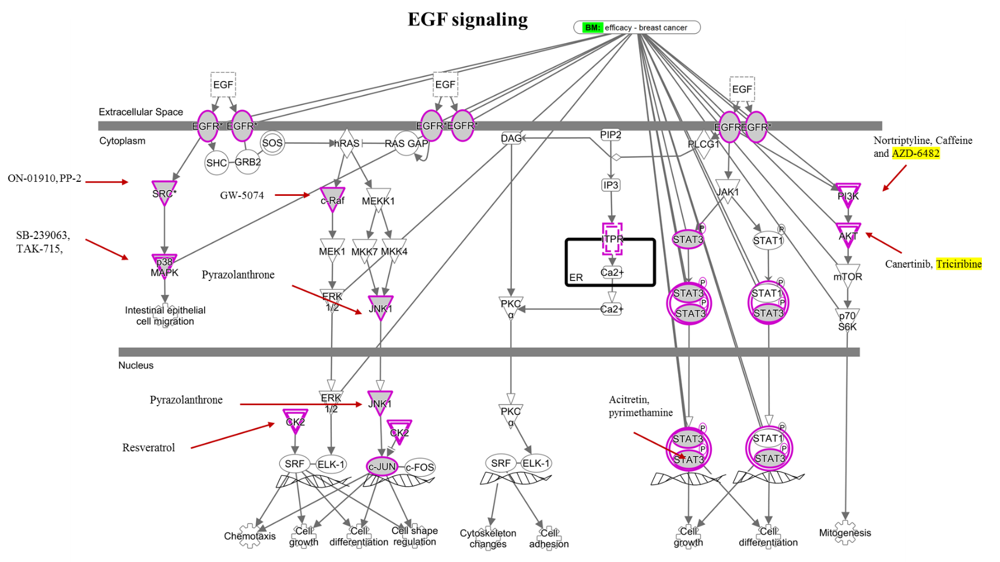 EGF signaling
BM: efficacy - breast cancer
EGF
EGF
EGF
Extracellular Space
EGFR*
EGFR*
EGFR*
EGFR*
EGFR
EGFR*
Cytoplasm
SOS
hRAS
RAS GAP
DAG
PIP2
PLCG1
Nortriptyline, Caffeine
and AZD-6482
SHC
GRB2
ON-01910, PP-2
SRC*
GW-5074
c-Raf
MEKK1
IP3
JAK1
PI3K
SB-239063,
TAK-715,
p38
MAPK
MEK1
MKK7
MKK4
ITPR
P
STAT3
P
STAT1
AKT
Canertinib, Triciribine
Pyrazolanthrone
ER
Ca2+
mTOR
ERK
1/2
JNK1
PKC
α
Ca2+
P
STAT3
P
STAT3
P
STAT1
P
STAT3
p70
S6K
Intestinal epithelial
cell migration
Nucleus
Pyrazolanthrone
ERK
1/2
JNK1
PKC
α
Acitretin,
pyrimethamine
CK2
CK2
Resveratrol
P
STAT3
P
STAT3
P
STAT1
P
STAT3
SRF
ELK-1
c-JUN
c-FOS
SRF
ELK-1
Chemotaxis
Cell
growth
Cell
differentiation
Cell shape
regulation
Cytoskeleton
changes
Cell
adhesion
Cell
growth
Cell
differentiation
Mitogenesis